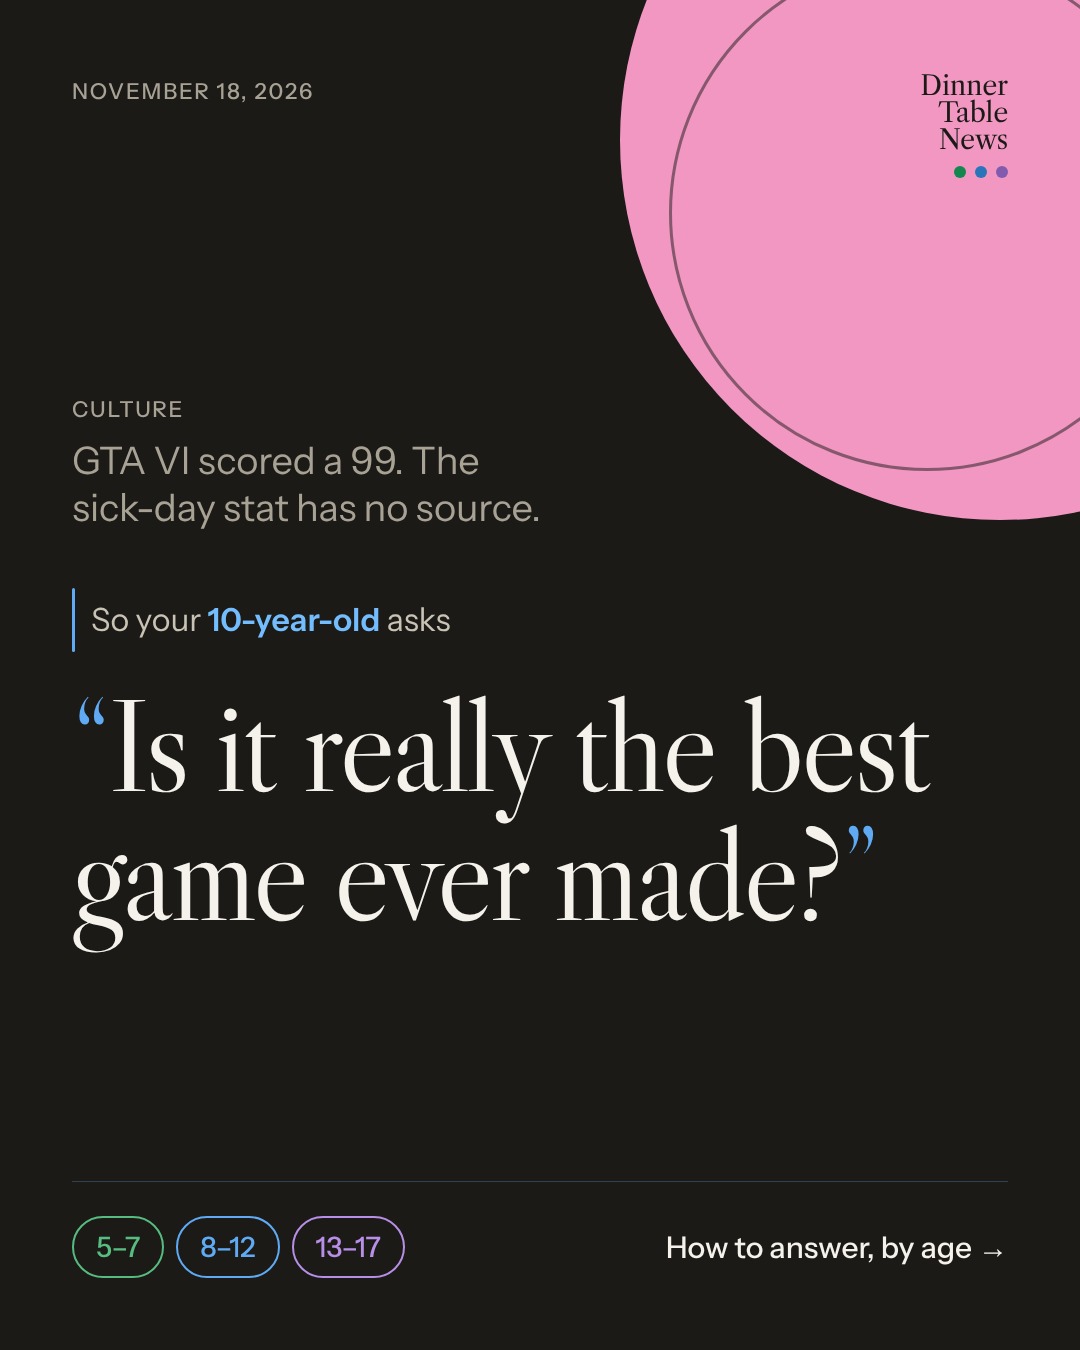 NOVEMBER 18, 2026
Dinner
Table
News
CULTURE
GTA VI scored a 99. The
sick-day stat has no source.
So your 10-year-old asks
“Is it really the best
game ever made?”
5–7
8–12
13–17
How to answer, by age →